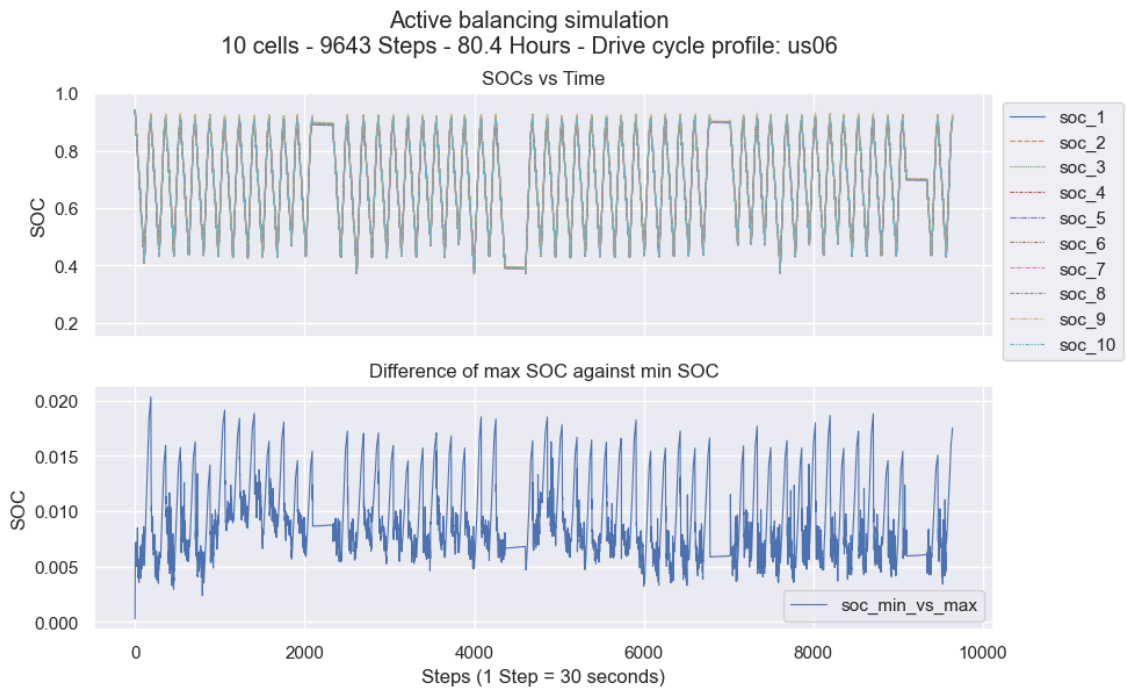 Active balancing simulation
10 cells - 9643 Steps - 80.4 Hours - Drive cycle profile: us06
SOCs vs Time
1.0
0.8
0.6
0.4
0.2
SOC
soc_1
soc_2
soc_3
soc_4
soc_5
soc_6
soc_7
soc_8
soc_9
soc_10
Difference of max SOC against min SOC
0.020
0.015
0.010
0.005
0.000
SOC
soc_min_vs_max
0 2000 4000 6000 8000 10000
Steps (1 Step = 30 seconds)